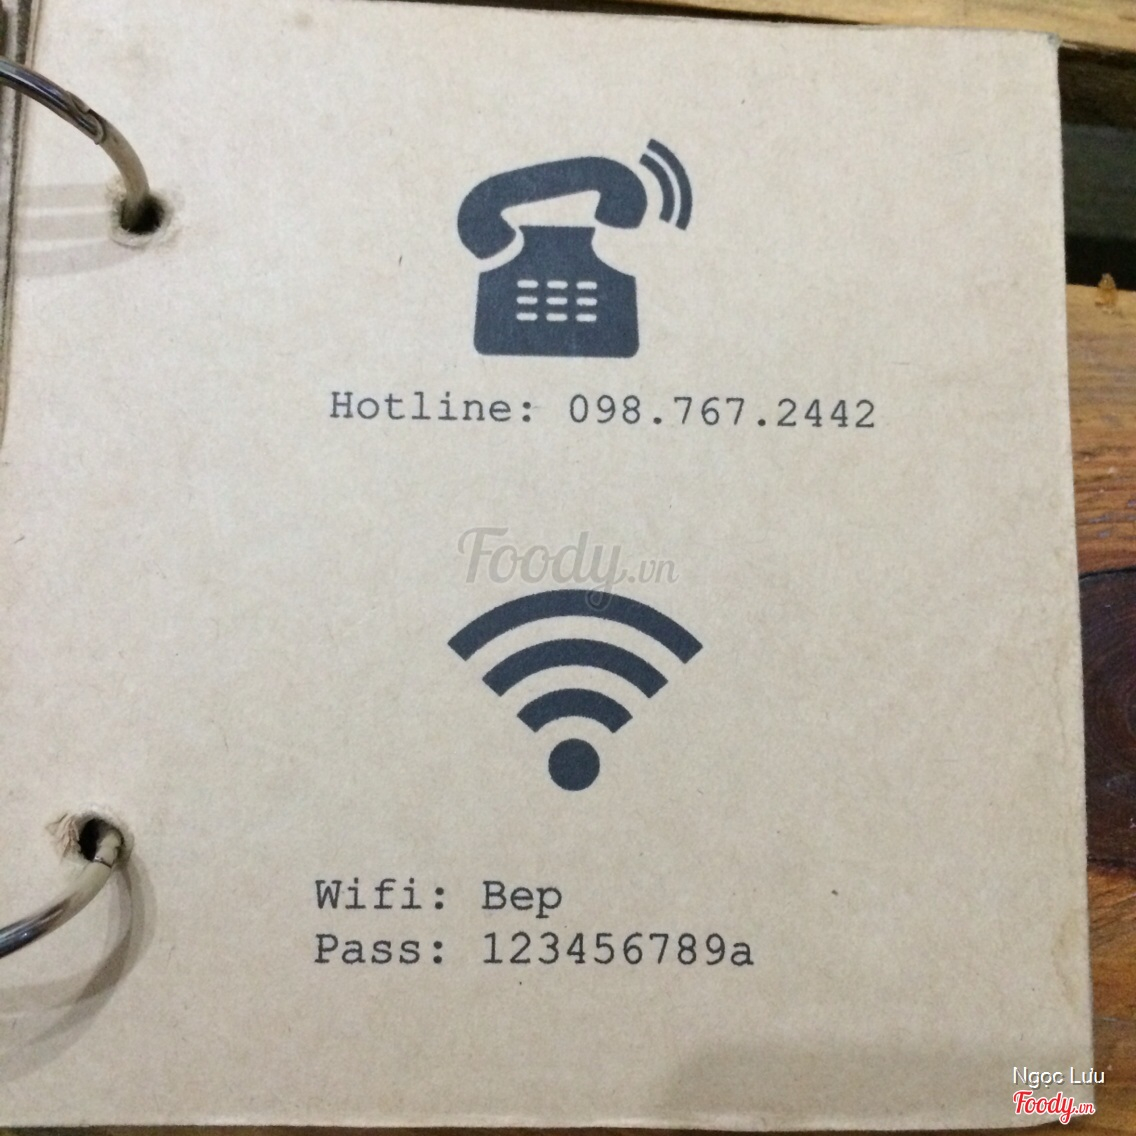 Hotline: 098.767.2442
Foody.vn
Wifi: Bep
Pass: 123456789a
Ngọc Lưu
Foody.vn